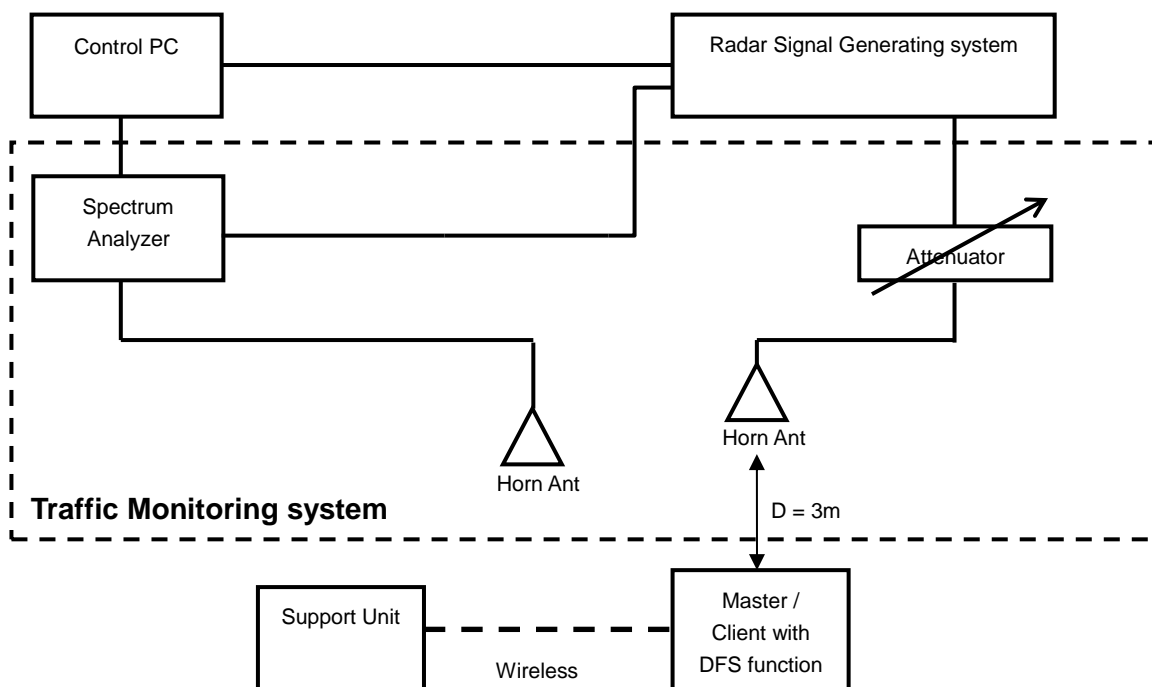 Control PC
Radar Signal Generating system
Spectrum
Analyzer
Attenuator
Horn Ant
Horn Ant
Traffic Monitoring system
D = 3m
Support Unit
Wireless
Master /
Client with
DFS function